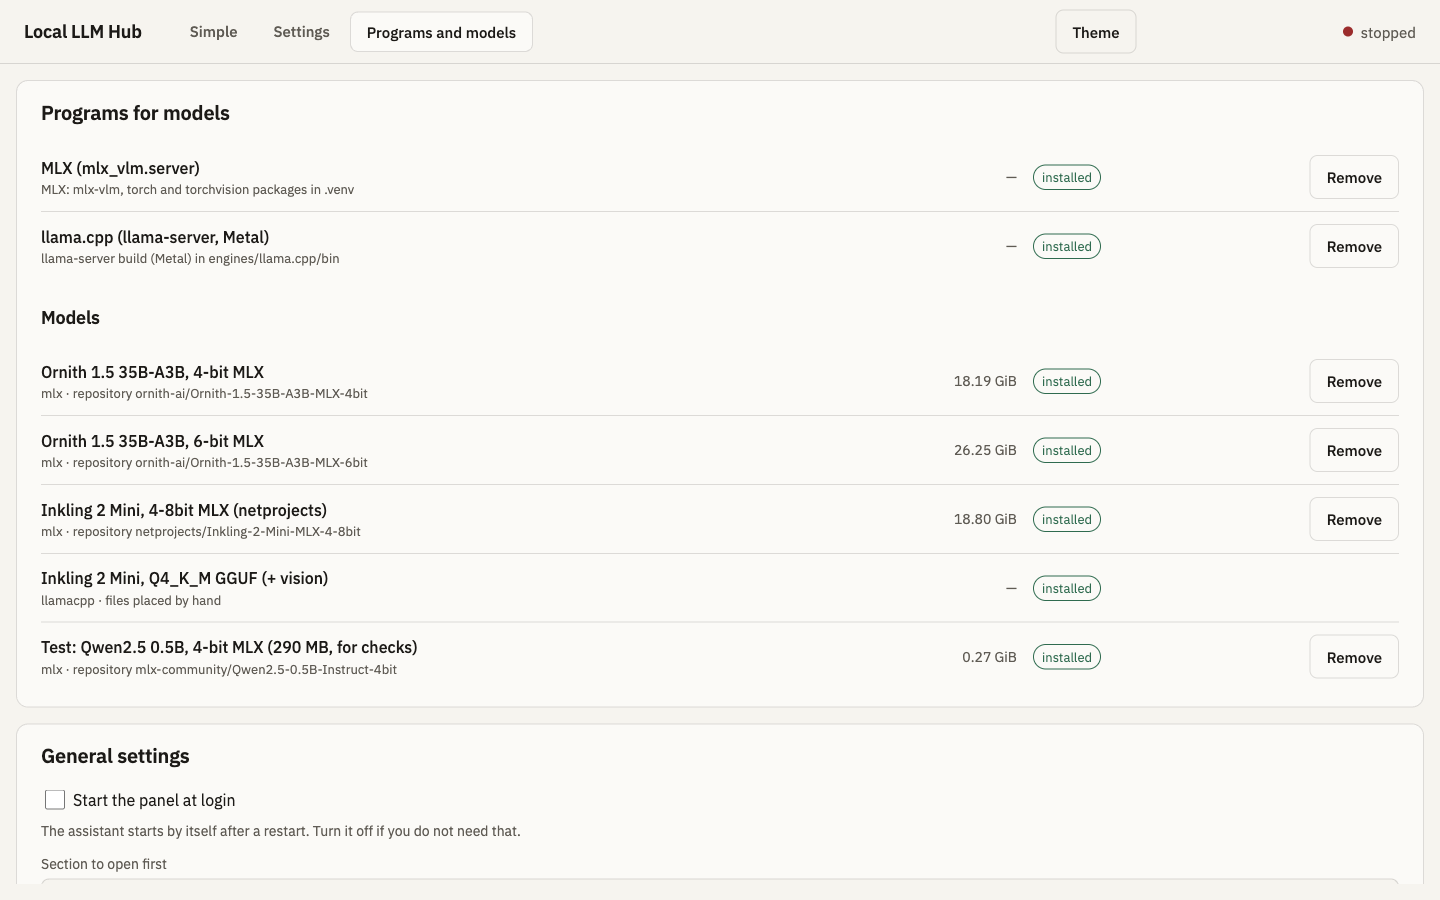 Local LLM Hub
Simple
Settings
Programs and models
Theme
stopped
Programs for models
MLX (mlx_vlm.server)
MLX: mlx-vlm, torch and torchvision packages in .venv
—
installed
Remove
llama.cpp (llama-server, Metal)
llama-server build (Metal) in engines/llama.cpp/bin
—
installed
Remove
Models
Ornith 1.5 35B-A3B, 4-bit MLX
mlx · repository ornith-ai/Ornith-1.5-35B-A3B-MLX-4bit
18.19 GiB
installed
Remove
Ornith 1.5 35B-A3B, 6-bit MLX
mlx · repository ornith-ai/Ornith-1.5-35B-A3B-MLX-6bit
26.25 GiB
installed
Remove
Inkling 2 Mini, 4-8bit MLX (netprojects)
mlx · repository netprojects/Inkling-2-Mini-MLX-4-8bit
18.80 GiB
installed
Remove
Inkling 2 Mini, Q4_K_M GGUF (+ vision)
llamacpp · files placed by hand
—
installed
Test: Qwen2.5 0.5B, 4-bit MLX (290 MB, for checks)
mlx · repository mlx-community/Qwen2.5-0.5B-Instruct-4bit
0.27 GiB
installed
Remove
General settings
Start the panel at login
The assistant starts by itself after a restart. Turn it off if you do not need that.
Section to open first